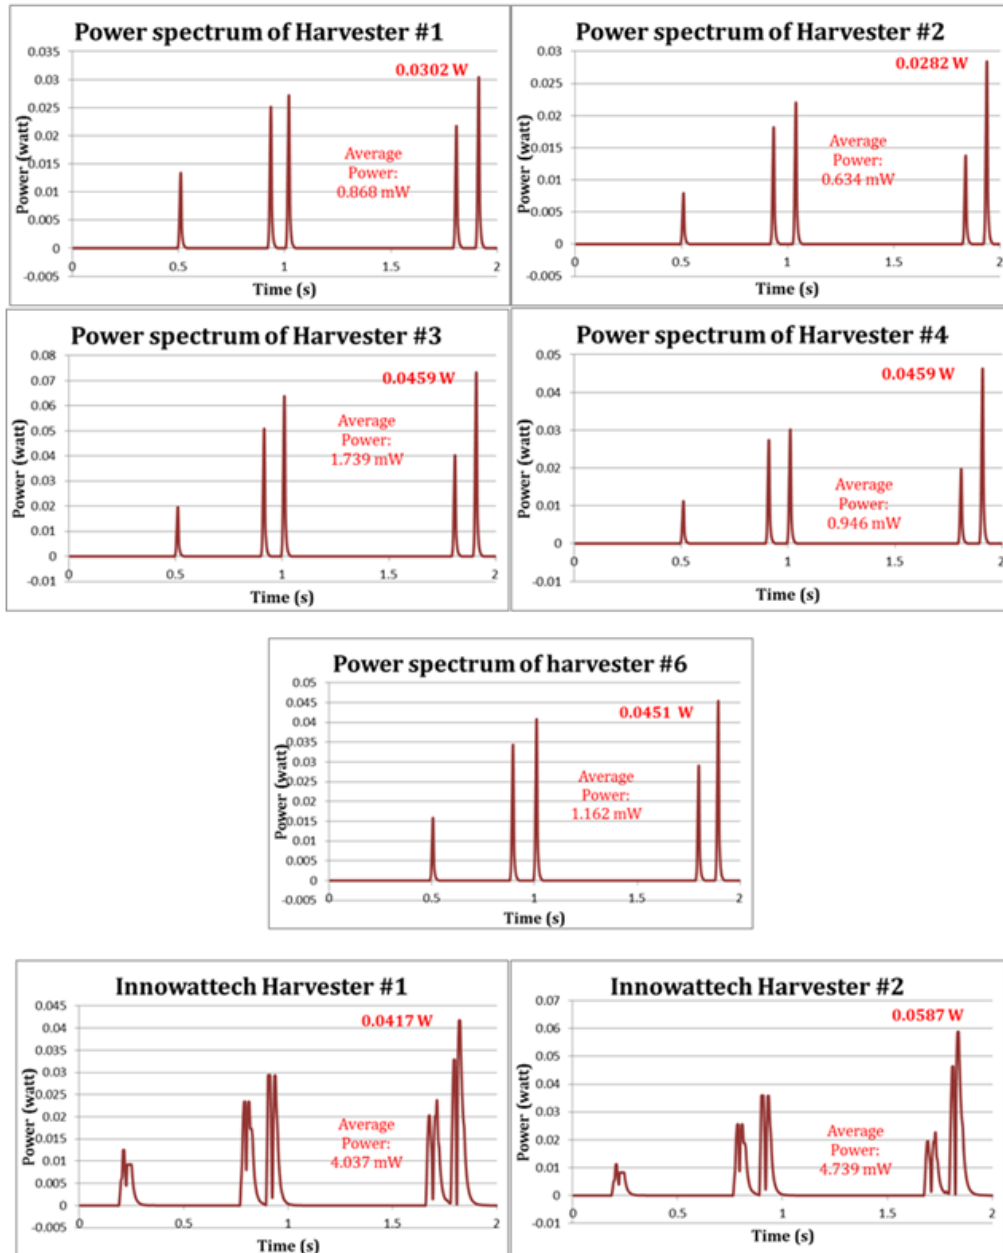 Power spectrum of Harvester #1
0.035
0.03
0.025
0.02
0.015
0.01
0.005
0
-0.005
0
0.5
1
1.5
2
Power (watt)
Time (s)
0.0302 W
Average
Power:
0.868 mW
Power spectrum of Harvester #2
0.03
0.025
0.02
0.015
0.01
0.005
0
-0.005
0
0.5
1
1.5
2
Power (watt)
Time (s)
0.0282 W
Average
Power:
0.634 mW
Power spectrum of Harvester #3
0.08
0.07
0.06
0.05
0.04
0.03
0.02
0.01
0
-0.01
0
0.5
1
1.5
2
Power (watt)
Time (s)
0.0459 W
Average
Power:
1.739 mW
Power spectrum of Harvester #4
0.05
0.04
0.03
0.02
0.01
0
-0.01
0
0.5
1
1.5
2
Power (watt)
Time (s)
0.0459 W
Average
Power:
0.946 mW
Power spectrum of harvester #6
0.05
0.045
0.04
0.035
0.03
0.025
0.02
0.015
0.01
0.005
0
-0.005
0
0.5
1
1.5
2
Power (watt)
Time (s)
0.0451 W
Average
Power:
1.162 mW
Innowattech Harvester #1
0.045
0.04
0.035
0.03
0.025
0.02
0.015
0.01
0.005
0
-0.005
0
0.5
1
1.5
2
Power (watt)
Time (s)
0.0417 W
Average
Power:
4.037 mW
Innowattech Harvester #2
0.07
0.06
0.05
0.04
0.03
0.02
0.01
0
-0.01
0
0.5
1
1.5
2
Power (watt)
Time (s)
0.0587 W
Average
Power:
4.739 mW